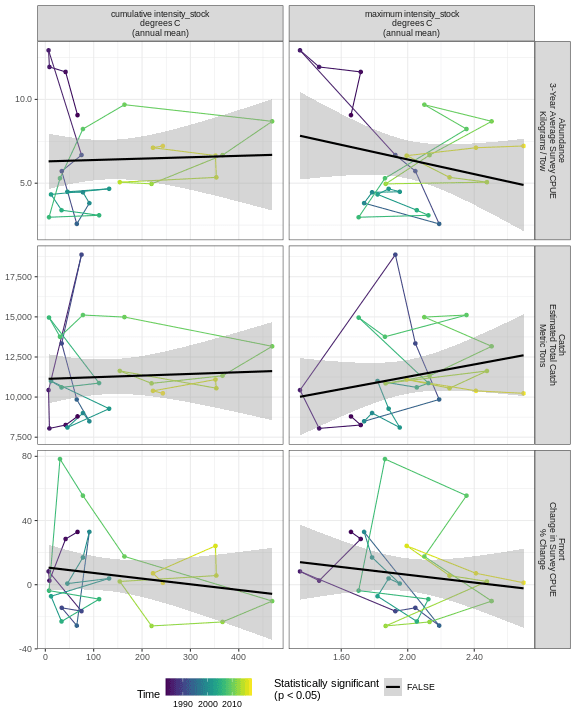 cumulative intensity_stock
degrees C
(annual mean)
maximum intensity_stock
degrees C
(annual mean)
10.0
5.0
Abundance
3-Year Average Survey CPUE
Kilograms / Tow
17,500
15,000
12,500
10,000
7,500
Catch
Estimated Total Catch
Metric Tons
80
40
0
-40
Fmort
Change in Survey CPUE
% Change
0 100 200 300 400
1.60 2.00 2.40
Time
1990 2000 2010
Statistically significant
(p < 0.05)
FALSE